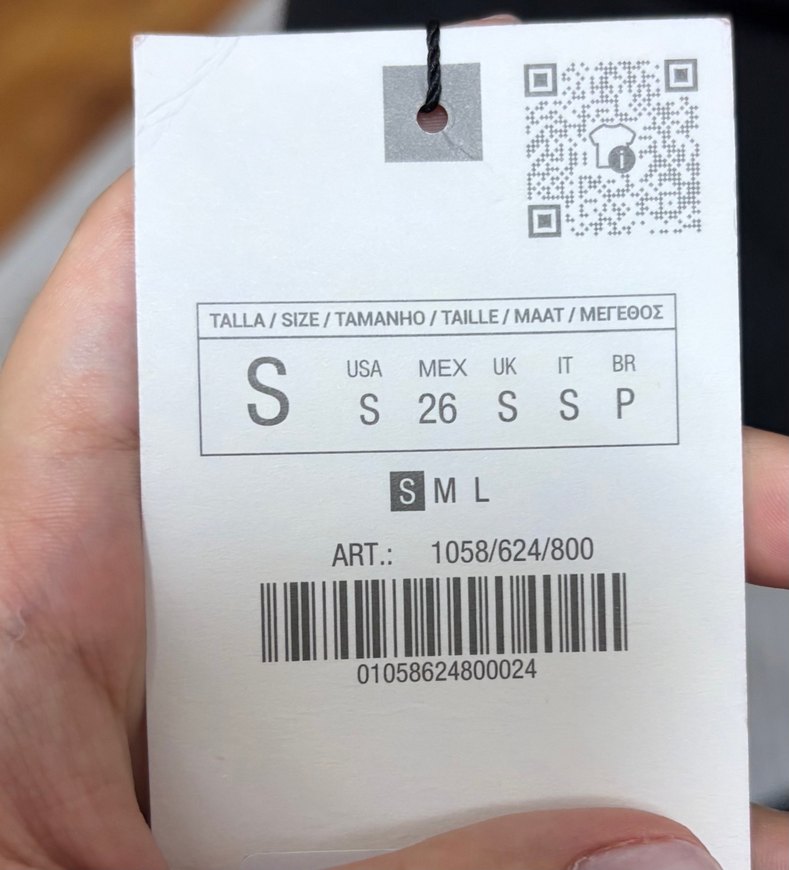 TALLA / SIZE / TAMANHO / TAILLE / MAAT / ΜΕΓΕΘΟΣ
S USA MEX UK IT BR
S 26 S S P
S M L
ART.: 1058/624/800
01058624800024